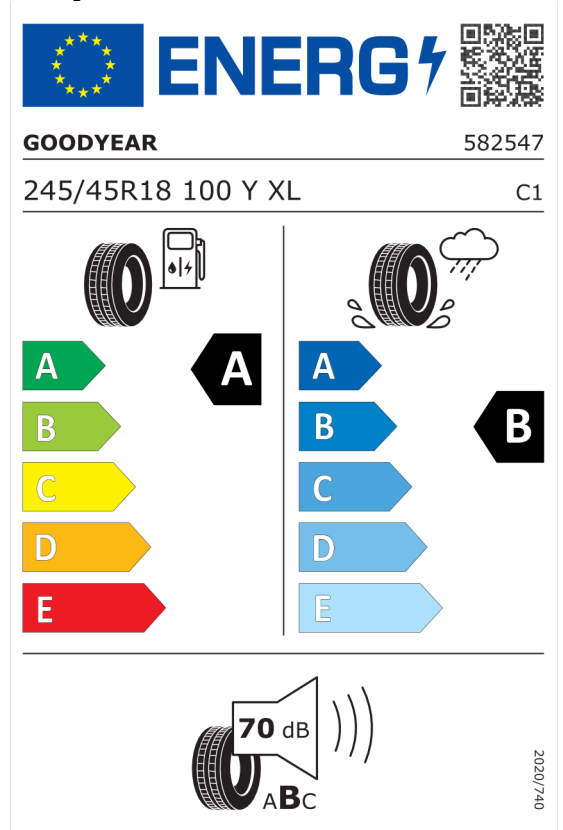 ENERG
GOODYEAR 582547
245/45R18 100 Y XL C1
A A A
B B B
C C
D D
E E
70 dB
ABC
2020/740